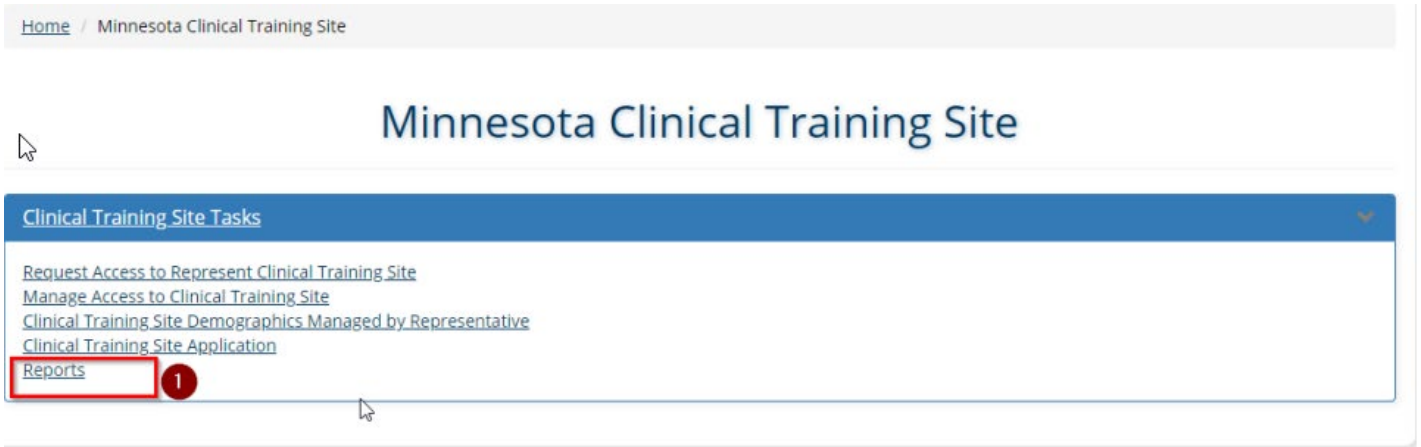 Home / Minnesota Clinical Training Site
Minnesota Clinical Training Site
Clinical Training Site Tasks
Request Access to Represent Clinical Training Site
Manage Access to Clinical Training Site
Clinical Training Site Demographics Managed by Representative
Clinical Training Site Application
Reports 1